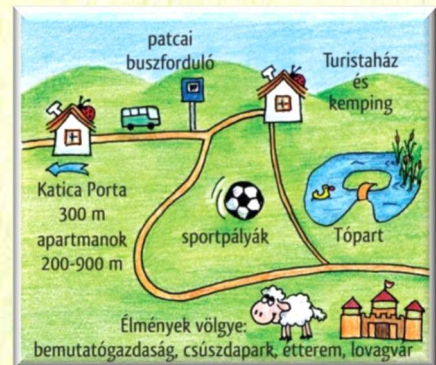 patcai
buszforduló
Turistaház
és
kemping
Katica Porta
300 m
apartmanok
200-900 m
sportpályák
Tópart
Élmények völgye:
bemutatógazdaság, csúszdapark, étterem, lovagvár